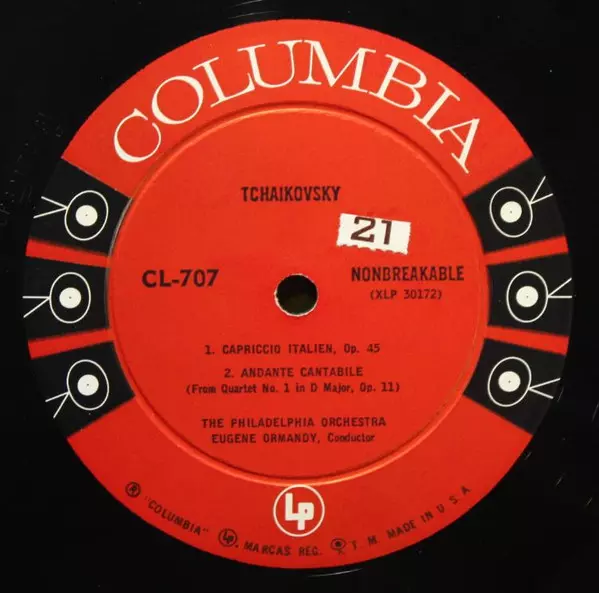 COLUMBIA
TCHAIKOVSKY
21
CL-707
NONBREAKABLE
(XLP 30172)
1. CAPRICCIO ITALIEN, Op. 45
2. ANDANTE CANTABILE
(From Quartet No. 1 in D Major, Op. 11)
THE PHILADELPHIA ORCHESTRA
EUGENE ORMANDY, Conductor
LP
® "COLUMBIA" LP, MARCAS REG. T. M. MADE IN U. S. A.